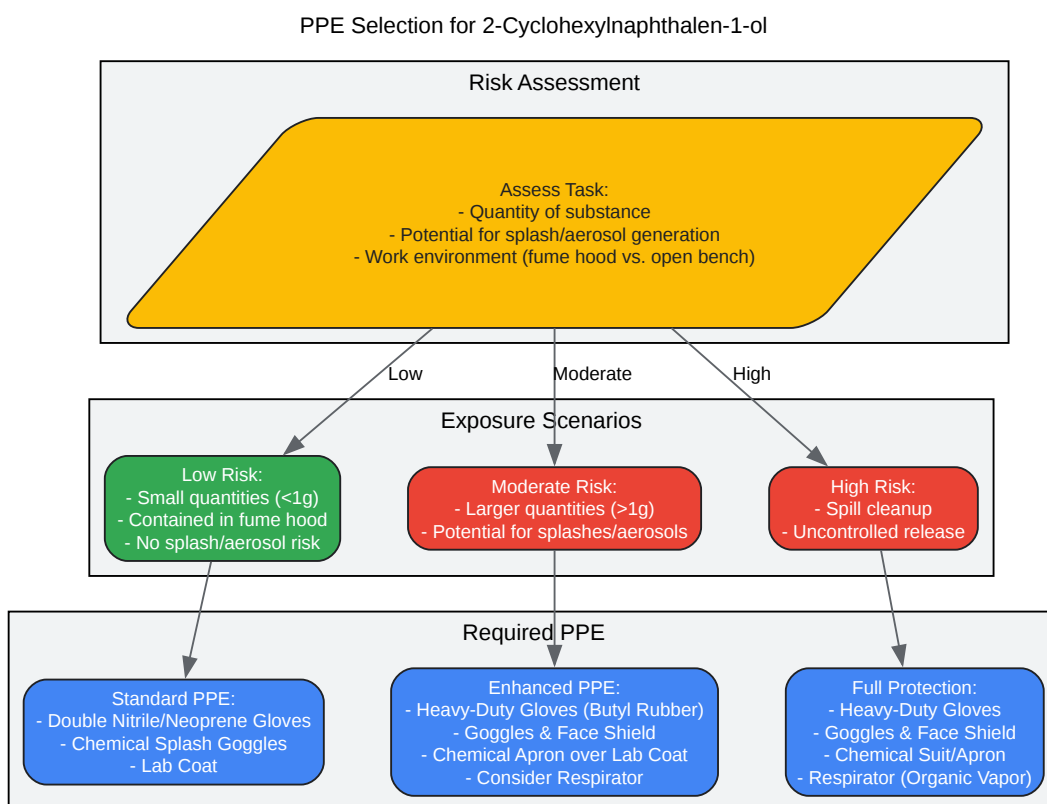 PPE Selection for 2-Cyclohexylnaphthalen-1-ol
Risk Assessment
Assess Task:
- Quantity of substance
- Potential for splash/aerosol generation
- Work environment (fume hood vs. open bench)
Low
Moderate
High
Exposure Scenarios
Low Risk:
- Small quantities (<1g)
- Contained in fume hood
- No splash/aerosol risk
Moderate Risk:
- Larger quantities (>1g)
- Potential for splashes/aerosols
High Risk:
- Spill cleanup
- Uncontrolled release
Required PPE
Standard PPE:
- Double Nitrile/Neoprene Gloves
- Chemical Splash Goggles
- Lab Coat
Enhanced PPE:
- Heavy-Duty Gloves (Butyl Rubber)
- Goggles & Face Shield
- Chemical Apron over Lab Coat
- Consider Respirator
Full Protection:
- Heavy-Duty Gloves
- Goggles & Face Shield
- Chemical Suit/Apron
- Respirator (Organic Vapor)